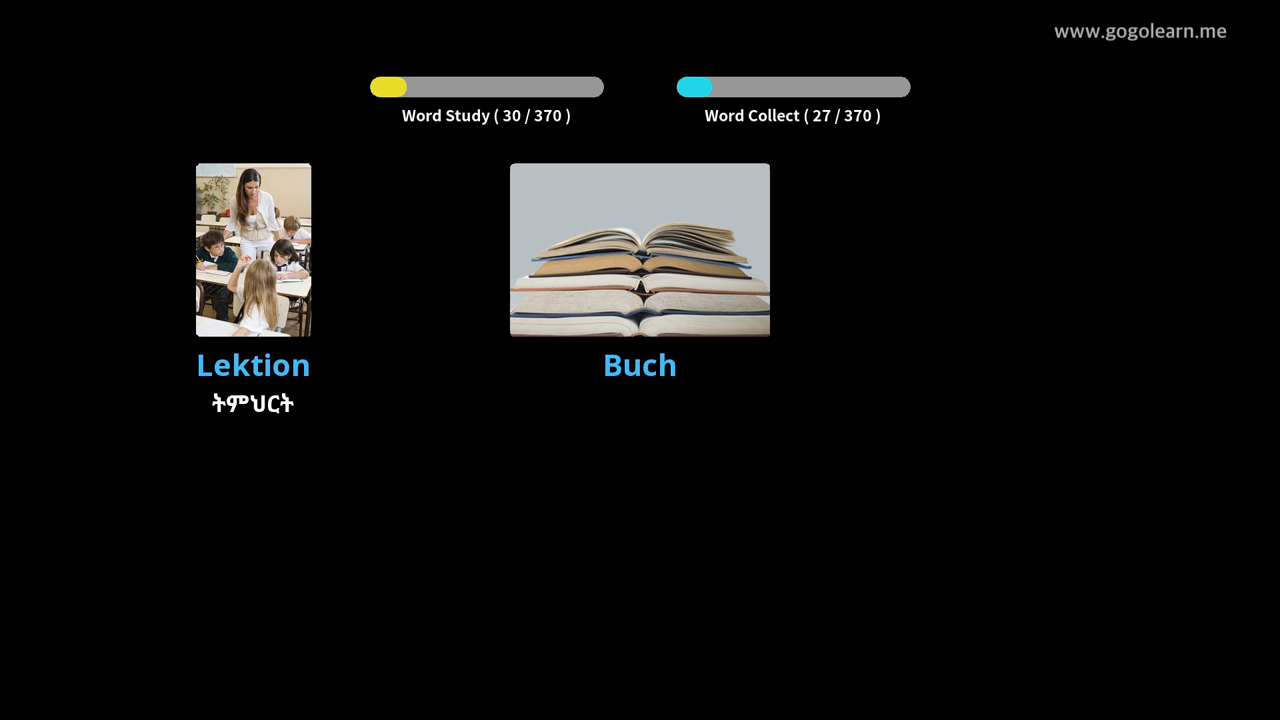 www.gogolearn.me
Word Study ( 30 / 370 )
Word Collect ( 27 / 370 )
Lektion
ትምህርት
Buch